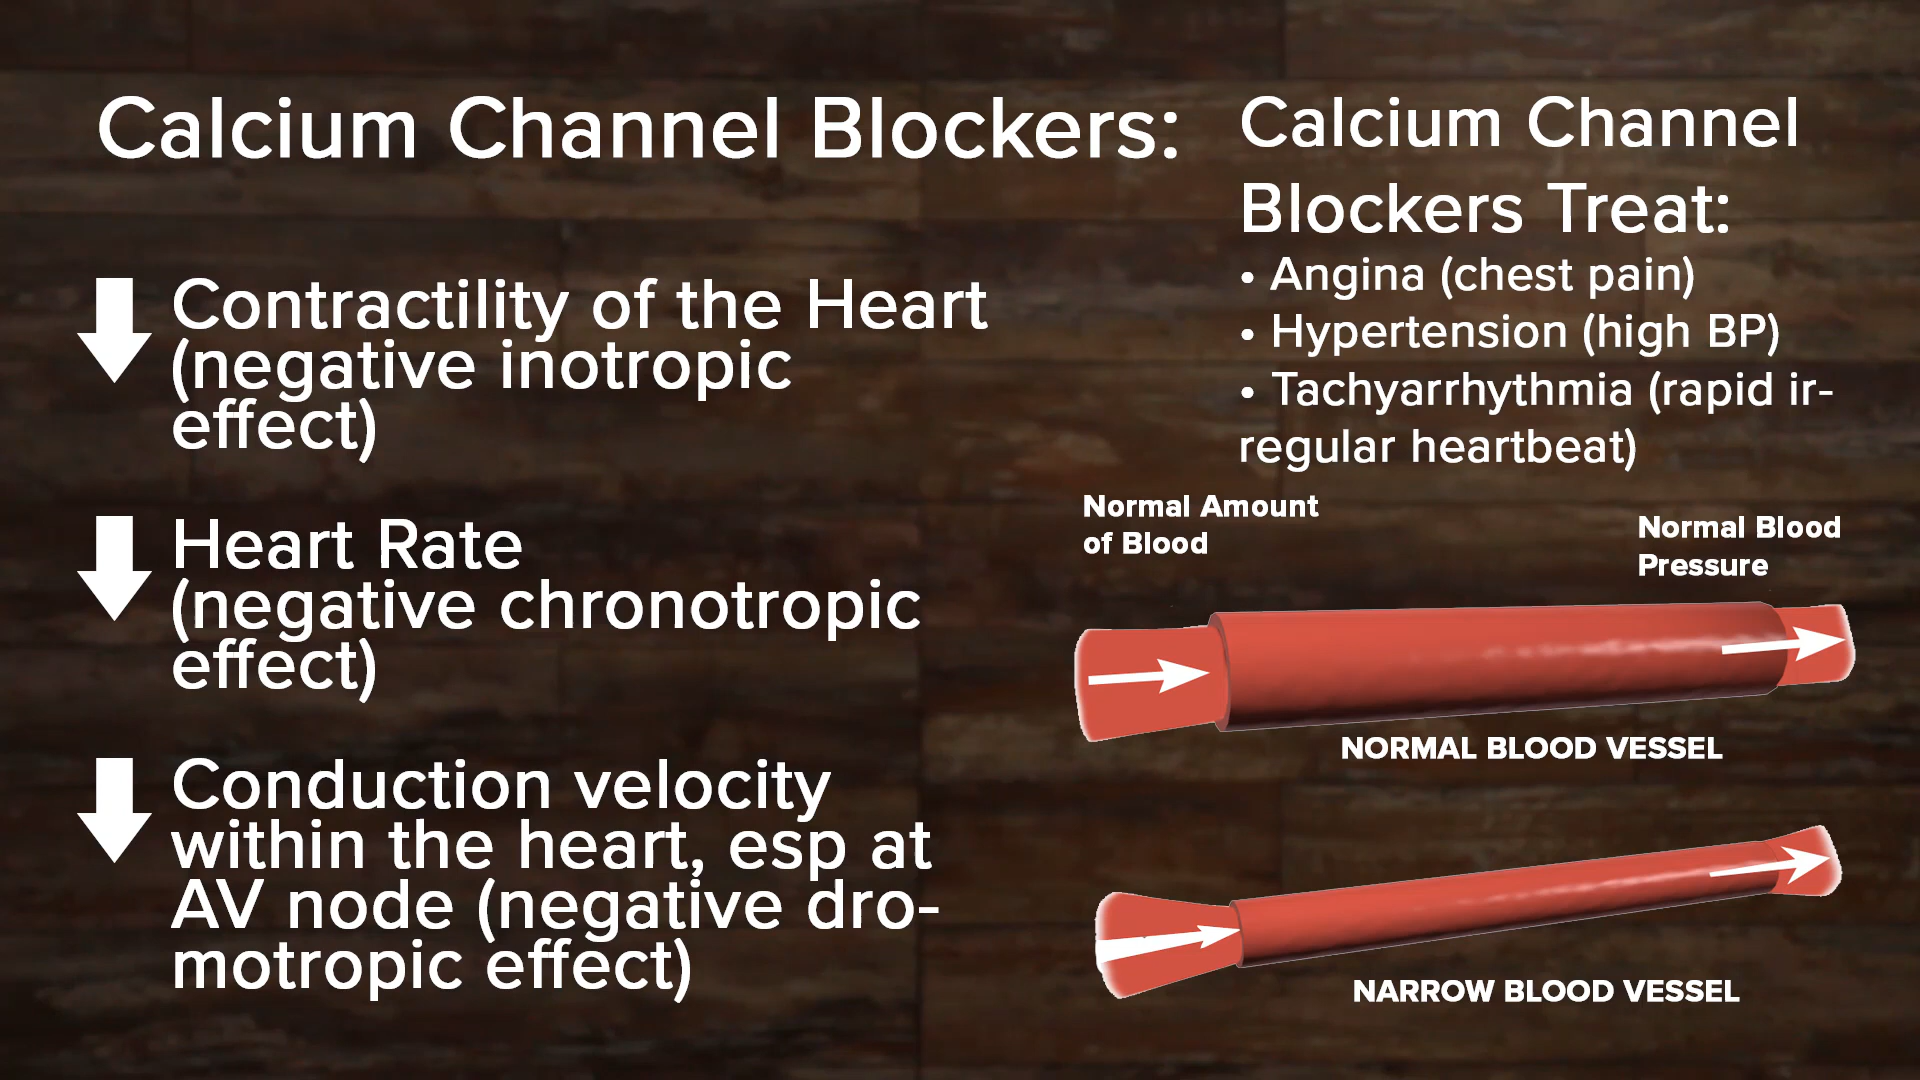 Calcium Channel Blockers:
Contractility of the Heart
(negative inotropic
effect)
Heart Rate
(negative chronotropic
effect)
Conduction velocity
within the heart, esp at
AV node (negative dro-
motropic effect)
Calcium Channel
Blockers Treat:
• Angina (chest pain)
• Hypertension (high BP)
• Tachyarrhythmia (rapid ir-
regular heartbeat)
Normal Amount
of Blood
Normal Blood
Pressure
NORMAL BLOOD VESSEL
NARROW BLOOD VESSEL